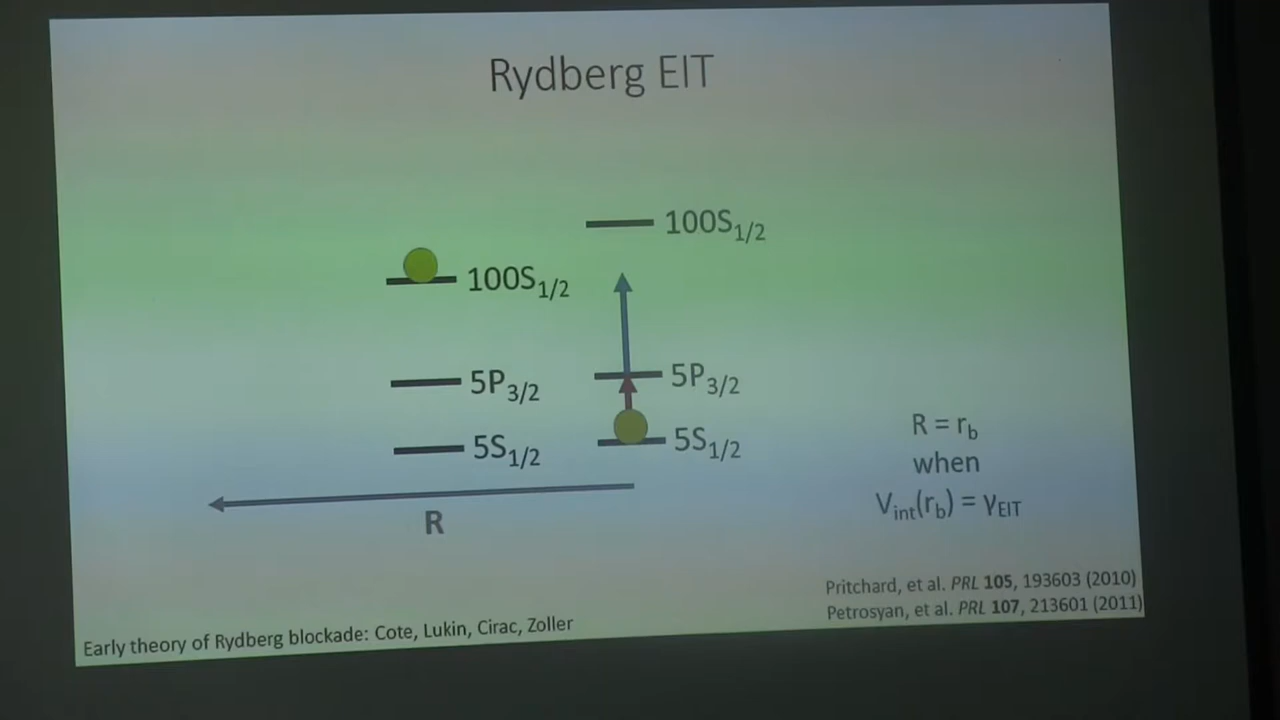 Rydberg EIT
100S1/2
100S1/2
5P3/2
5P3/2
5S1/2
5S1/2
R
R = rb
when
Vint(rb) = γEIT
Pritchard, et al. PRL 105, 193603 (2010)
Petrosyan, et al. PRL 107, 213601 (2011)
Early theory of Rydberg blockade: Cote, Lukin, Cirac, Zoller